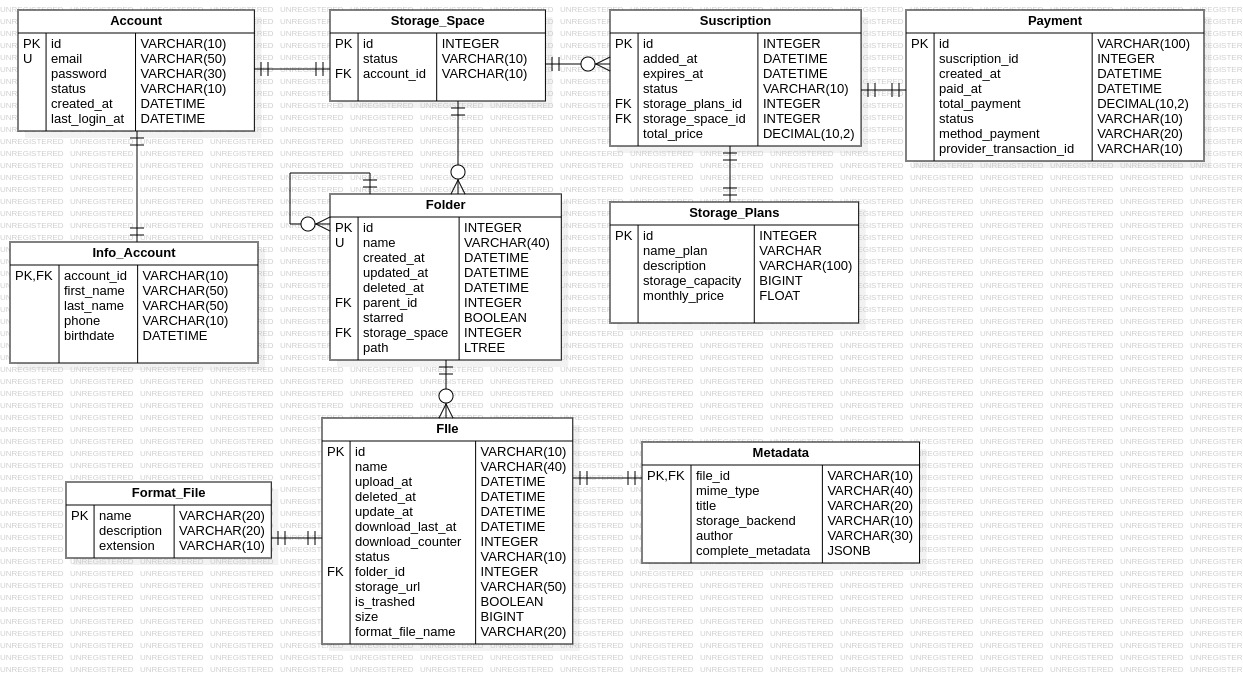 Account
PK id VARCHAR(10)
U email VARCHAR(50)
password VARCHAR(30)
status VARCHAR(10)
created_at DATETIME
last_login_at DATETIME
Storage_Space
PK id INTEGER
status VARCHAR(10)
FK account_id VARCHAR(10)
Suscription
PK id INTEGER
added_at DATETIME
expires_at DATETIME
status VARCHAR(10)
FK storage_plans_id INTEGER
FK storage_space_id INTEGER
total_price DECIMAL(10,2)
Payment
PK id VARCHAR(100)
suscription_id INTEGER
created_at DATETIME
paid_at DATETIME
total_payment DECIMAL(10,2)
status VARCHAR(10)
method_payment VARCHAR(20)
provider_transaction_id VARCHAR(10)
Info_Account
PK,FK account_id VARCHAR(10)
first_name VARCHAR(50)
last_name VARCHAR(50)
phone VARCHAR(10)
birthdate DATETIME
Folder
PK id INTEGER
U name VARCHAR(40)
created_at DATETIME
updated_at DATETIME
deleted_at DATETIME
FK parent_id INTEGER
starred BOOLEAN
FK storage_space INTEGER
path LTREE
Storage_Plans
PK id INTEGER
name_plan VARCHAR
description VARCHAR(100)
storage_capacity BIGINT
monthly_price FLOAT
FIle
PK id VARCHAR(10)
name VARCHAR(40)
upload_at DATETIME
deleted_at DATETIME
update_at DATETIME
download_last_at DATETIME
download_counter INTEGER
status VARCHAR(10)
FK folder_id INTEGER
storage_url VARCHAR(50)
is_trashed BOOLEAN
size BIGINT
format_file_name VARCHAR(20)
Metadata
PK,FK file_id VARCHAR(10)
mime_type VARCHAR(40)
title VARCHAR(20)
storage_backend VARCHAR(10)
author VARCHAR(30)
complete_metadata JSONB
Format_File
PK name VARCHAR(20)
description VARCHAR(20)
extension VARCHAR(10)
UNREGISTERED